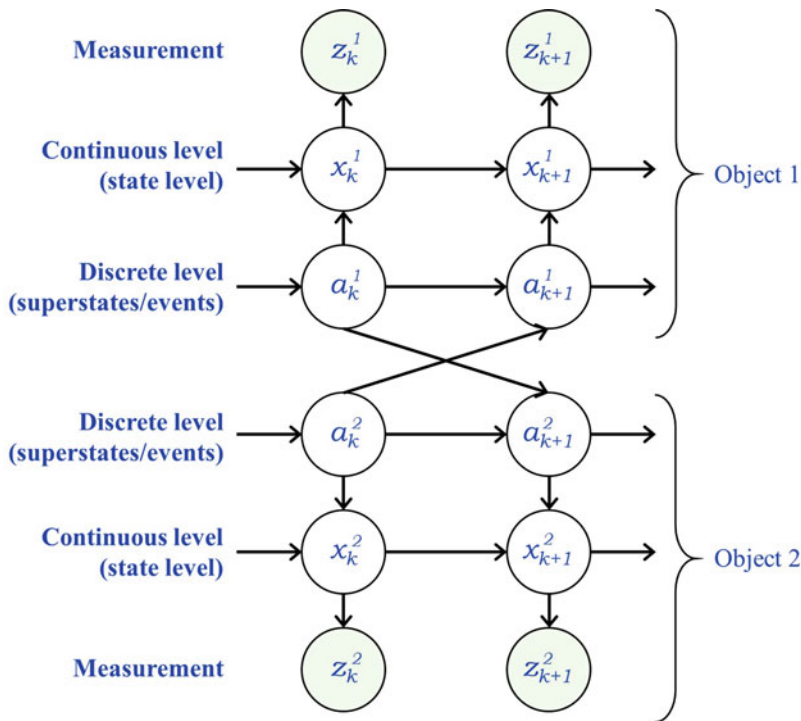 Measurement
z_k^1
z_{k+1}^1
Continuous level
(state level)
x_k^1
x_{k+1}^1
Object 1
Discrete level
(superstates/events)
a_k^1
a_{k+1}^1
Discrete level
(superstates/events)
a_k^2
a_{k+1}^2
Continuous level
(state level)
x_k^2
x_{k+1}^2
Object 2
Measurement
z_k^2
z_{k+1}^2